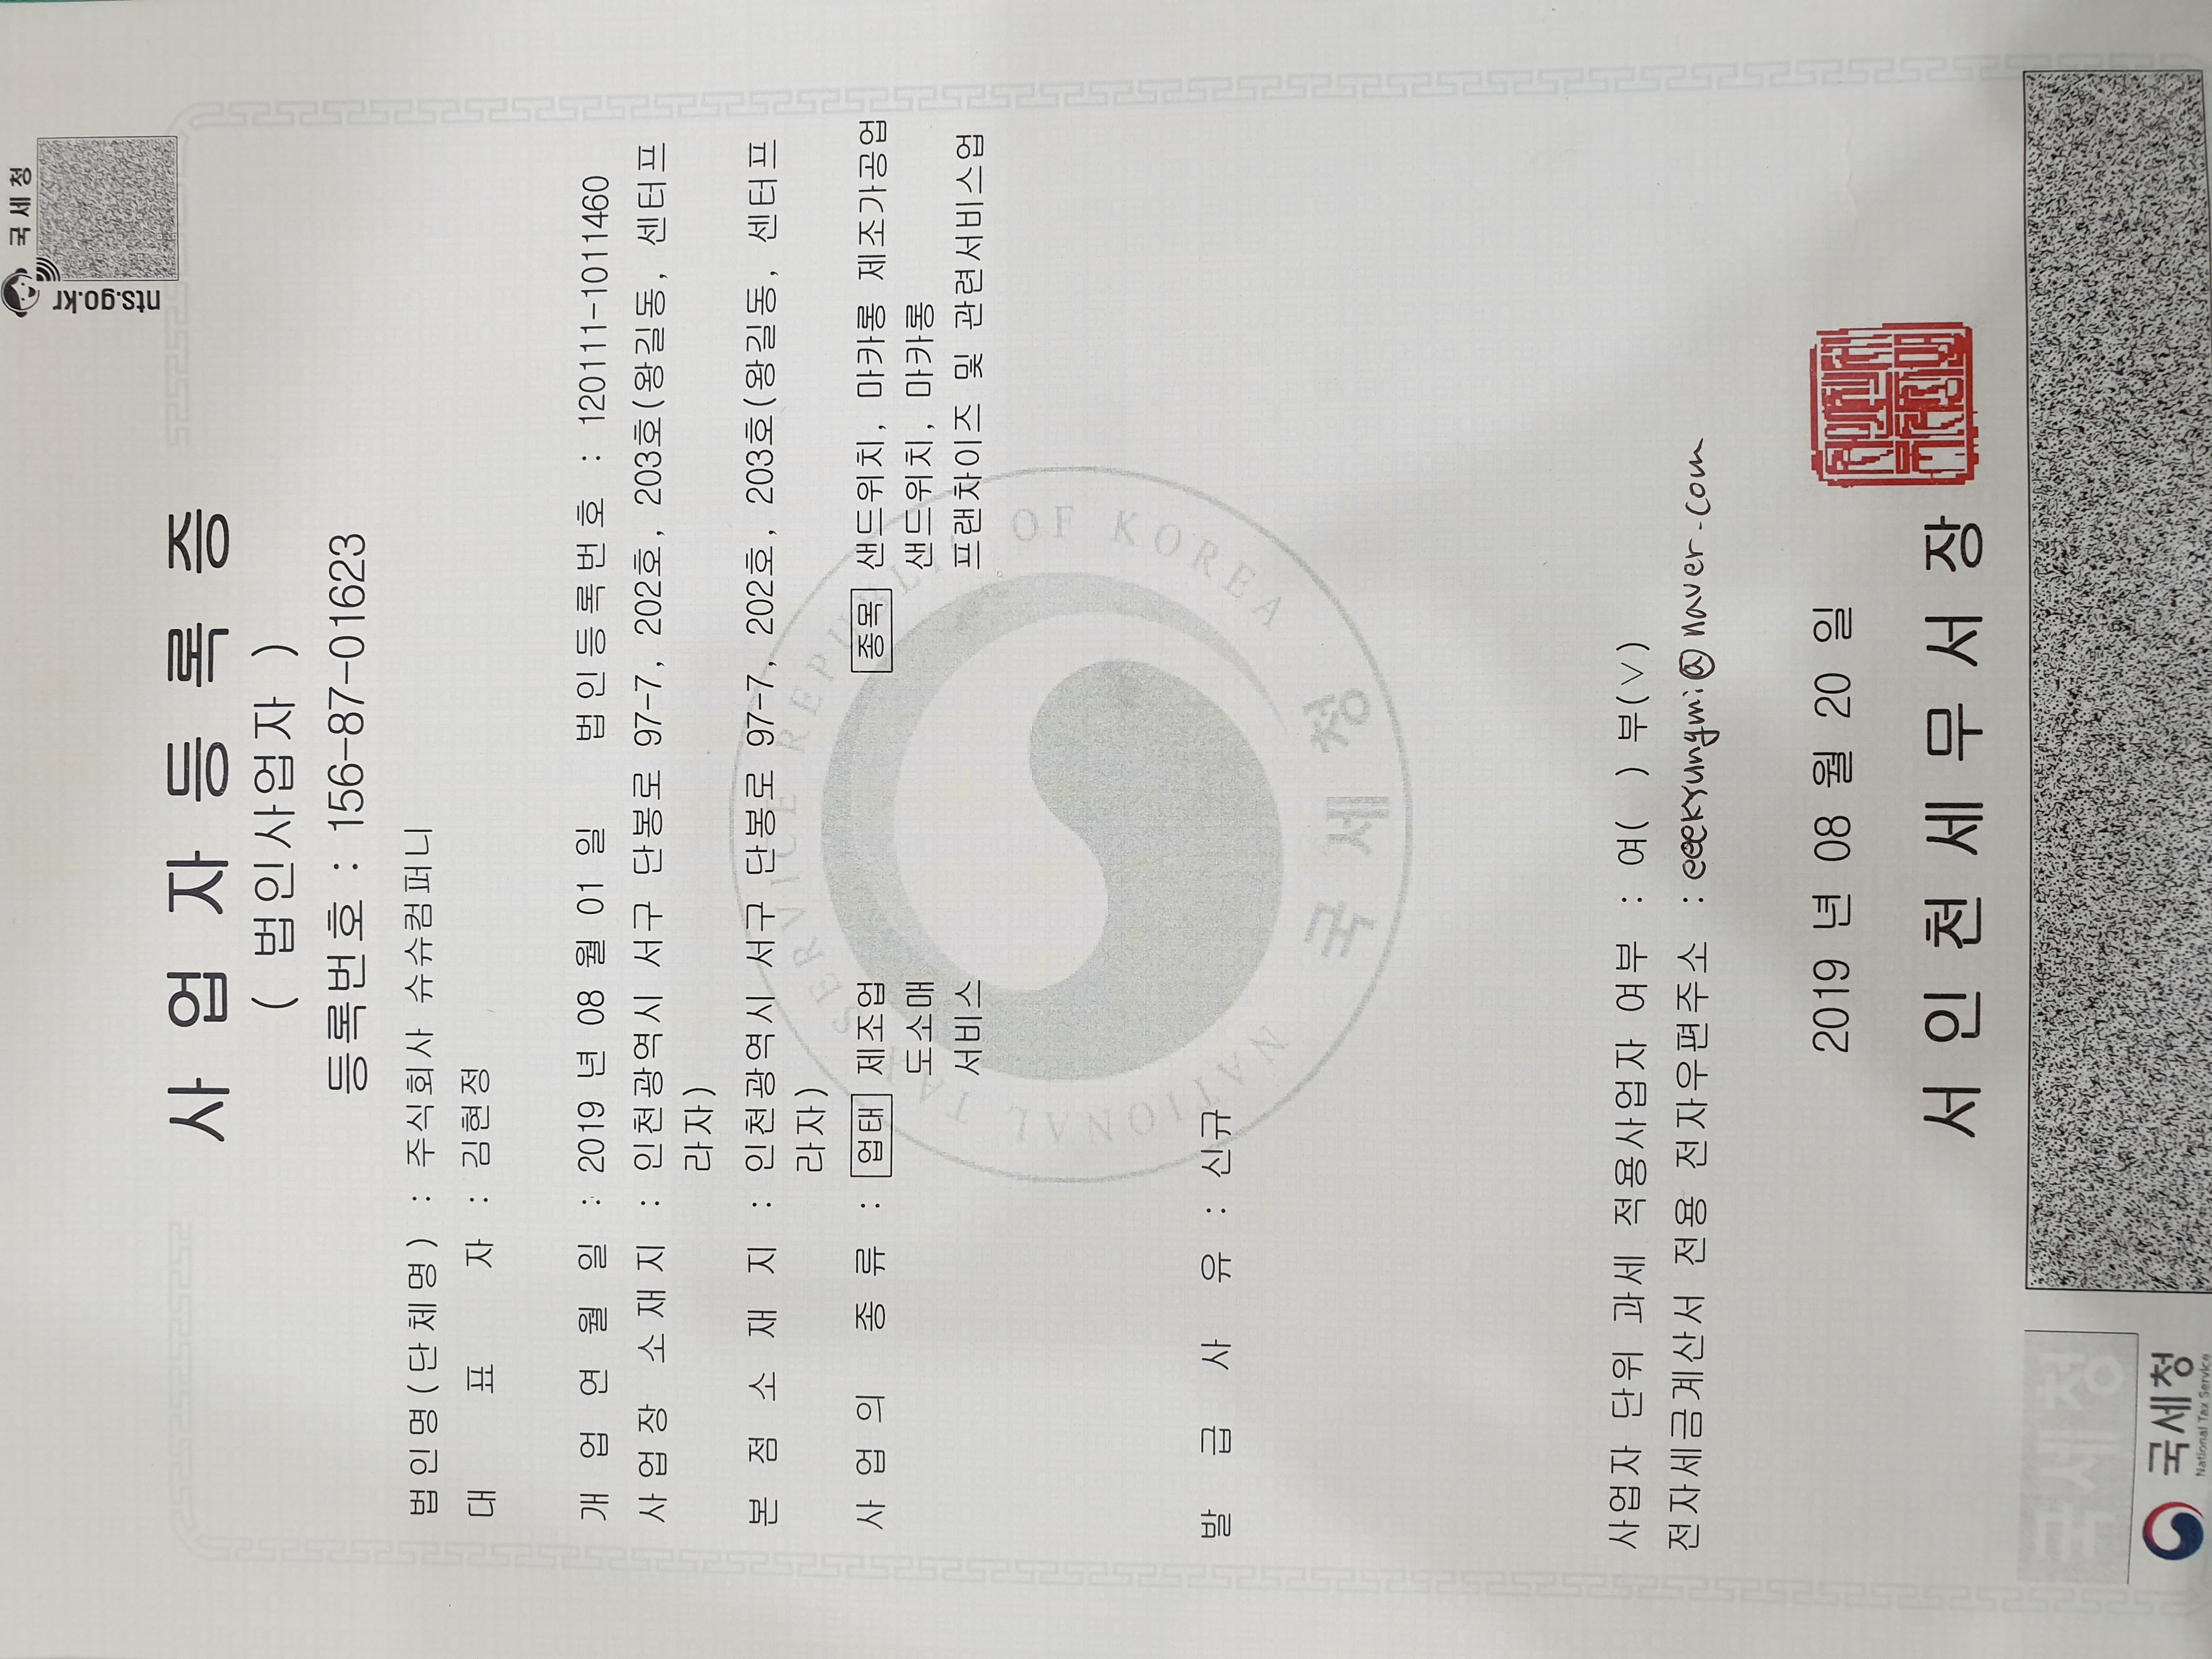 국세청
nts.go.kr
사업자등록증
( 법인사업자 )
등록번호 : 156-87-01623
법인명(단체명) : 주식회사 슈슈컴퍼니
대표자 : 김현정
개업연월일 : 2019 년 08 월 01 일 법인등록번호 : 120111-1011460
사업장 소재지 : 인천광역시 서구 단봉로 97-7, 202호, 203호(왕길동, 센터프
라자)
본점소재지 : 인천광역시 서구 단봉로 97-7, 202호, 203호(왕길동, 센터프
라자)
사업의 종류 : 업태 제조업 종목 샌드위치, 마카롱 제조가공업
도소매 샌드위치, 마카롱
서비스 프랜차이즈 및 관련서비스업
NATIONAL TAX SERVICE REPUBLIC OF KOREA
국세청
발급사유 : 신규
사업자 단위 과세 적용사업자 여부 : 여( ) 부(∨)
전자세금계산서 전용 전자우편주소 : @naver.com
2019 년 08 월 20 일
서인천세무서장
국세청
국세청
National Tax Service